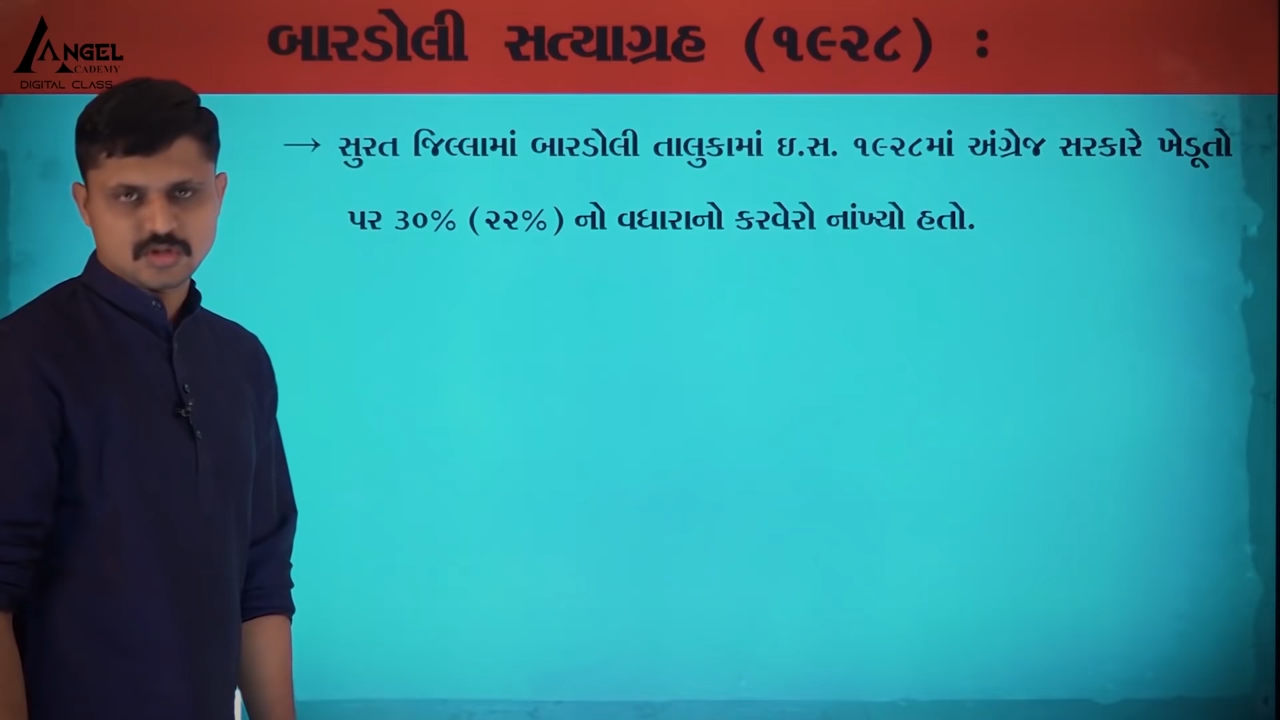 ANGEL
ACADEMY
DIGITAL CLASS
બારડોલી સત્યાગ્રહ (૧૯૨૮) :
→ સુરત જિલ્લામાં બારડોલી તાલુકામાં ઇ.સ. ૧૯૨૮માં અંગ્રેજ સરકારે ખેડૂતો
પર ૩૦% (૨૨%) નો વધારાનો કરવેરો નાંખ્યો હતો.